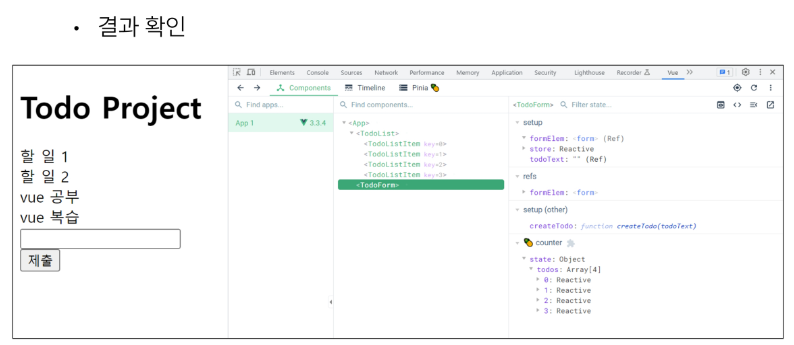 • 결과 확인
Todo Project
할 일 1
할 일 2
vue 공부
vue 복습
제출
Elements Console Sources Network Performance Memory Application Security Lighthouse Recorder Vue >> 1
Components Timeline Pinia 🍍
Find apps...
App 1 3.3.4
Find components...
<App>
<TodoList>
<TodoListItem key=0>
<TodoListItem key=1>
<TodoListItem key=2>
<TodoListItem key=3>
<TodoForm>
<TodoForm> Filter state...
setup
formElem: <form> (Ref)
store: Reactive
todoText: "" (Ref)
refs
formElem: <form>
setup (other)
createTodo: function createTodo(todoText)
🍍 counter
state: Object
todos: Array[4]
0: Reactive
1: Reactive
2: Reactive
3: Reactive